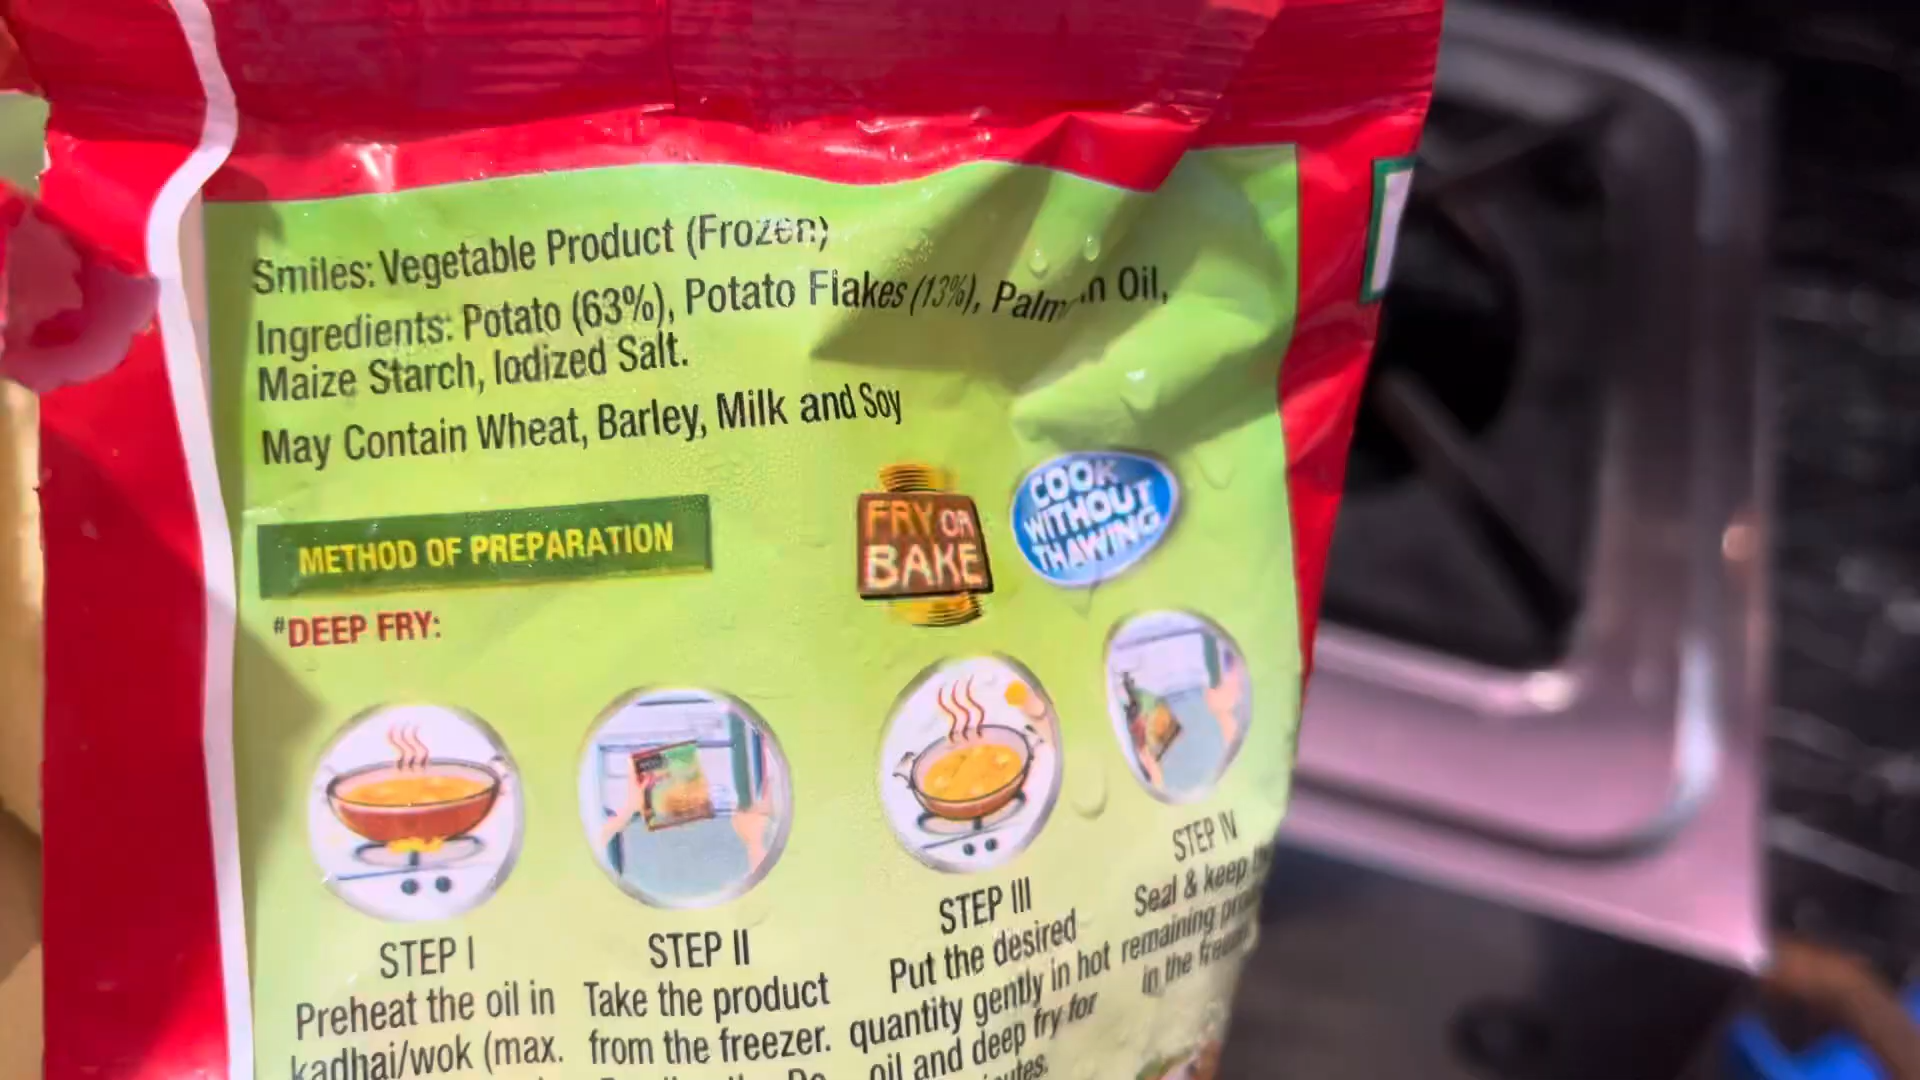 Smiles: Vegetable Product (Frozen)
Ingredients: Potato (63%), Potato Flakes (13%), Oil,
Maize Starch, Iodized Salt.
May Contain Wheat, Barley, Milk and Soy
METHOD OF PREPARATION
FRY OR
BAKE
COOK
WITHOUT
THAWING
#DEEP FRY:
STEP I
Preheat the oil in
kadhai/wok (max.
STEP II
Take the product
from the freezer.
STEP III
Put the desired
quantity gently in hot
oil and deep fry for
STEP IV
Seal & keep
remaining
in the